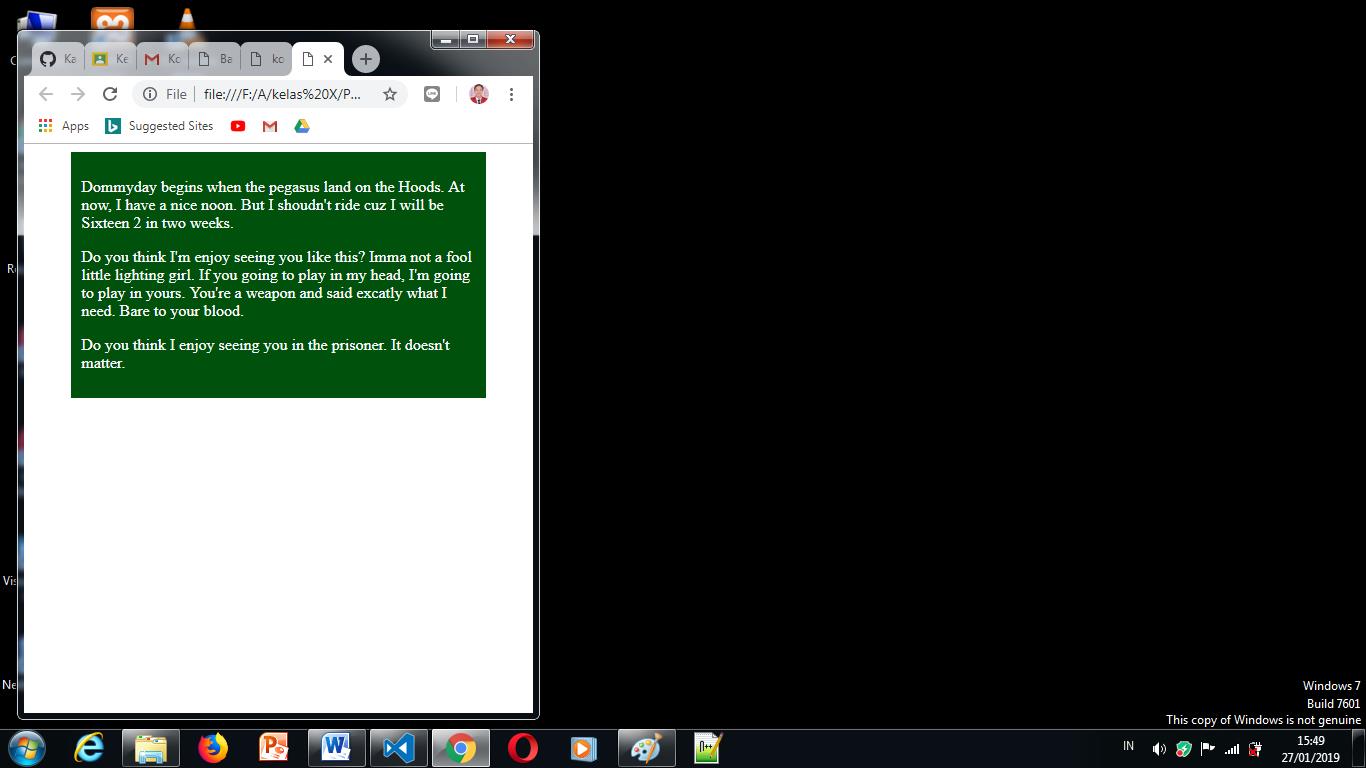 Ka
Ke
Ko
Ba
ko
File
file:///F:/A/kelas%20X/P...
Apps
Suggested Sites
Dommyday begins when the pegasus land on the Hoods. At
now, I have a nice noon. But I shoudn't ride cuz I will be
Sixteen 2 in two weeks.
Do you think I'm enjoy seeing you like this? Imma not a fool
little lighting girl. If you going to play in my head, I'm going
to play in yours. You're a weapon and said excatly what I
need. Bare to your blood.
Do you think I enjoy seeing you in the prisoner. It doesn't
matter.
Vis
Ne
Windows 7
Build 7601
This copy of Windows is not genuine
IN
15:49
27/01/2019